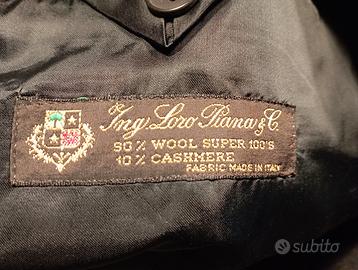 Ing. Loro Piana & C.
90% WOOL SUPER 100'S
10% CASHMERE
FABRIC MADE IN ITALY
subito